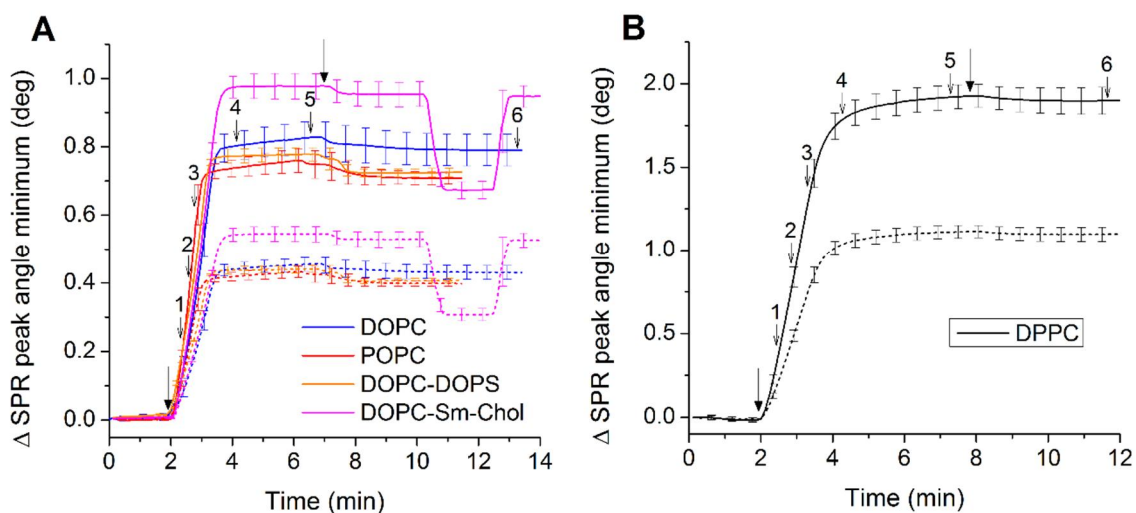 A
Δ SPR peak angle minimum (deg)
1.0
0.8
0.6
0.4
0.2
0.0
1
2
3
4
5
6
DOPC
POPC
DOPC-DOPS
DOPC-Sm-Chol
0 2 4 6 8 10 12 14
Time (min)
B
Δ SPR peak angle minimum (deg)
2.0
1.5
1.0
0.5
0.0
1
2
3
4
5
6
DPPC
0 2 4 6 8 10 12
Time (min)